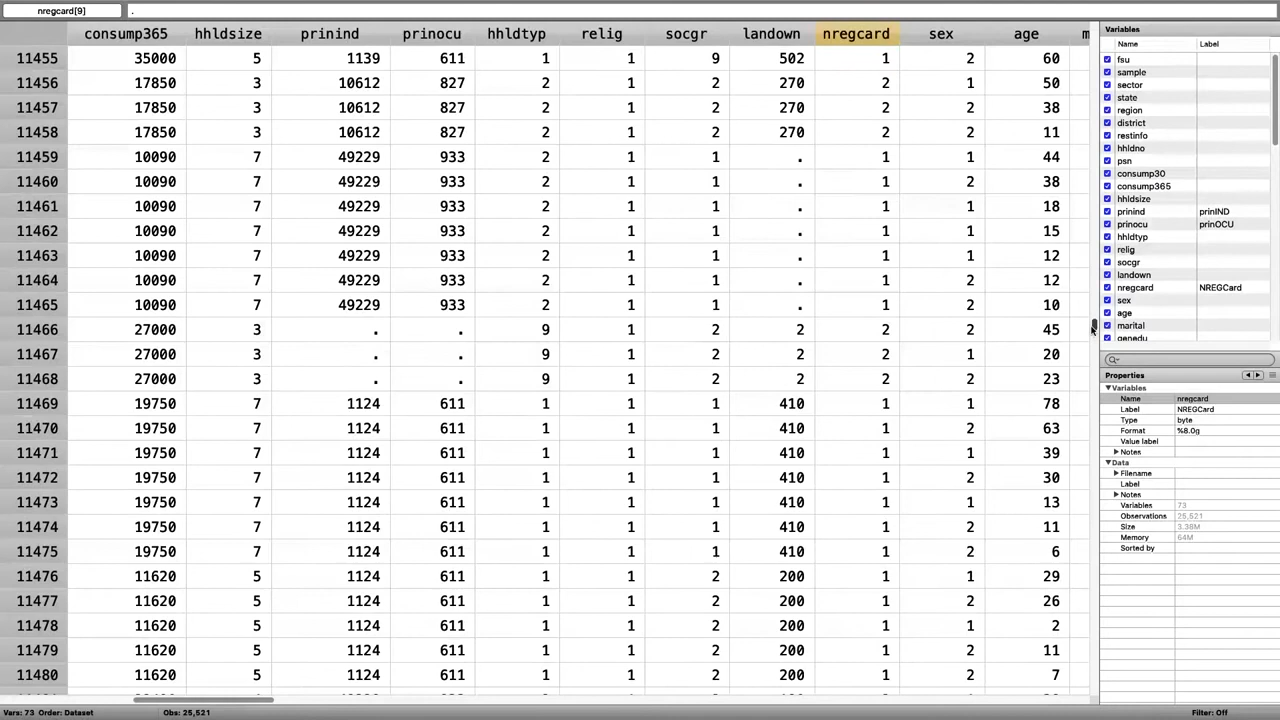 nregcard[9] .
consump365 hhldsize prinind prinocu hhldtyp relig socgr landown nregcard sex age m
11455 35000 5 1139 611 1 1 9 502 1 2 60
11456 17850 3 10612 827 2 1 2 270 2 1 50
11457 17850 3 10612 827 2 1 2 270 2 2 38
11458 17850 3 10612 827 2 1 2 270 2 2 11
11459 10090 7 49229 933 2 1 1 . 1 1 44
11460 10090 7 49229 933 2 1 1 . 1 2 38
11461 10090 7 49229 933 2 1 1 . 1 2 18
11462 10090 7 49229 933 2 1 1 . 1 2 15
11463 10090 7 49229 933 2 1 1 . 1 2 12
11464 10090 7 49229 933 2 1 1 . 1 2 12
11465 10090 7 49229 933 2 1 1 . 1 2 10
11466 27000 3 . . 9 1 2 2 2 2 45
11467 27000 3 . . 9 1 2 2 2 1 20
11468 27000 3 . . 9 1 2 2 2 2 23
11469 19750 7 1124 611 1 1 1 410 1 1 78
11470 19750 7 1124 611 1 1 1 410 1 2 63
11471 19750 7 1124 611 1 1 1 410 1 1 39
11472 19750 7 1124 611 1 1 1 410 1 2 30
11473 19750 7 1124 611 1 1 1 410 1 1 13
11474 19750 7 1124 611 1 1 1 410 1 2 11
11475 19750 7 1124 611 1 1 1 410 1 2 6
11476 11620 5 1124 611 1 1 2 200 1 1 29
11477 11620 5 1124 611 1 1 2 200 1 2 26
11478 11620 5 1124 611 1 1 2 200 1 1 2
11479 11620 5 1124 611 1 1 2 200 1 2 11
11480 11620 5 1124 611 1 1 2 200 1 2 7
Variables
Name Label
fsu
sample
sector
state
region
district
restinfo
hhldno
psn
consump30
consump365
hhldsize
prinind prinIND
prinocu prinOCU
hhldtyp
relig
socgr
landown
nregcard NREGCard
sex
age
marital
genedu
Properties
Variables
Name nregcard
Label NREGCard
Type byte
Format %8.0g
Value label
Notes
Data
Filename
Label
Notes
Variables 73
Observations 25,521
Size 3.38M
Memory 64M
Sorted by
Vars: 73 Order: Dataset Obs: 25,521 Filter: Off